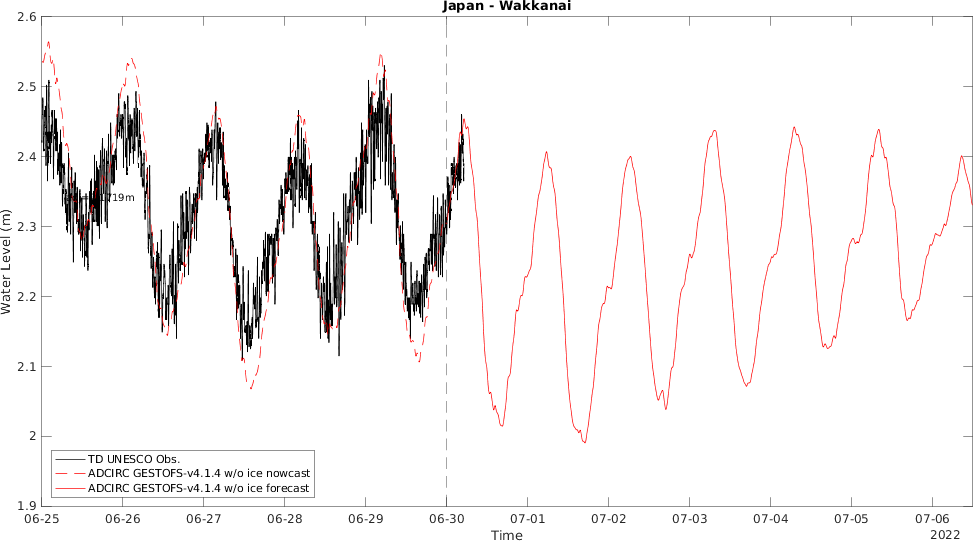 Japan - Wakkanai
2.6
2.5
2.4
2.3
2.2
2.1
2
1.9
Water Level (m)
719m
TD UNESCO Obs.
ADCIRC GESTOFS-v4.1.4 w/o ice nowcast
ADCIRC GESTOFS-v4.1.4 w/o ice forecast
06-25 06-26 06-27 06-28 06-29 06-30 07-01 07-02 07-03 07-04 07-05 07-06
Time
2022